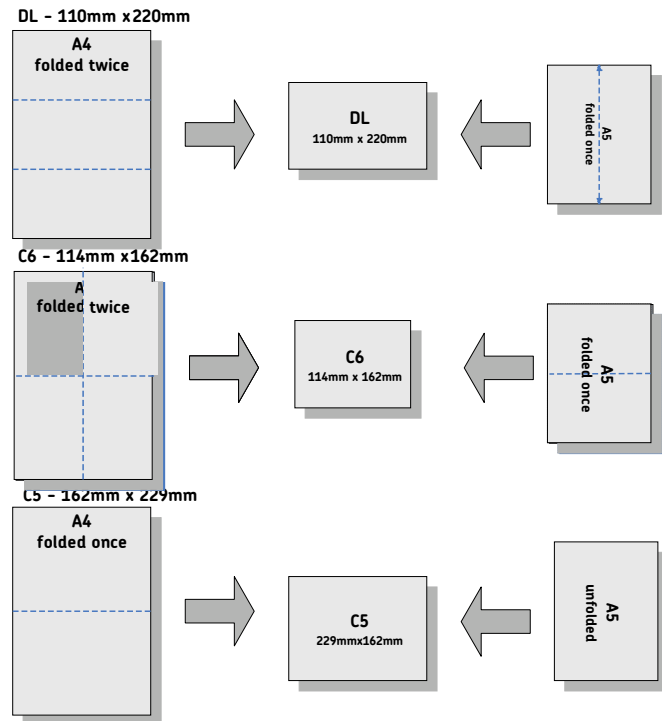 DL – 110mm x220mm
A4
folded twice
DL
110mm x 220mm
A5
folded once
C6 – 114mm x162mm
A
folded twice
C6
114mm x 162mm
A5
folded once
C5 – 162mm x 229mm
A4
folded once
C5
229mmx162mm
A5
unfolded